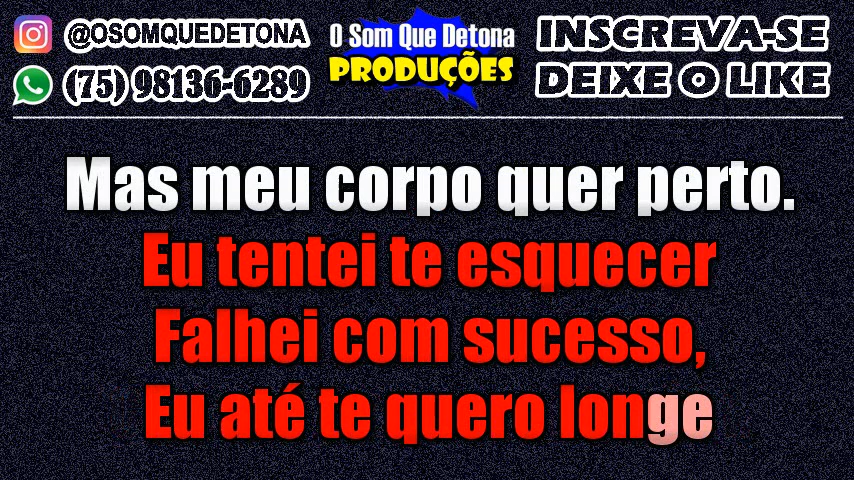 @OSOMQUEDETONA
(75) 98136-6289
O Som Que Detona
PRODUÇÕES
INSCREVA-SE
DEIXE O LIKE
Mas meu corpo quer perto.
Eu tentei te esquecer
Falhei com sucesso,
Eu até te quero longe